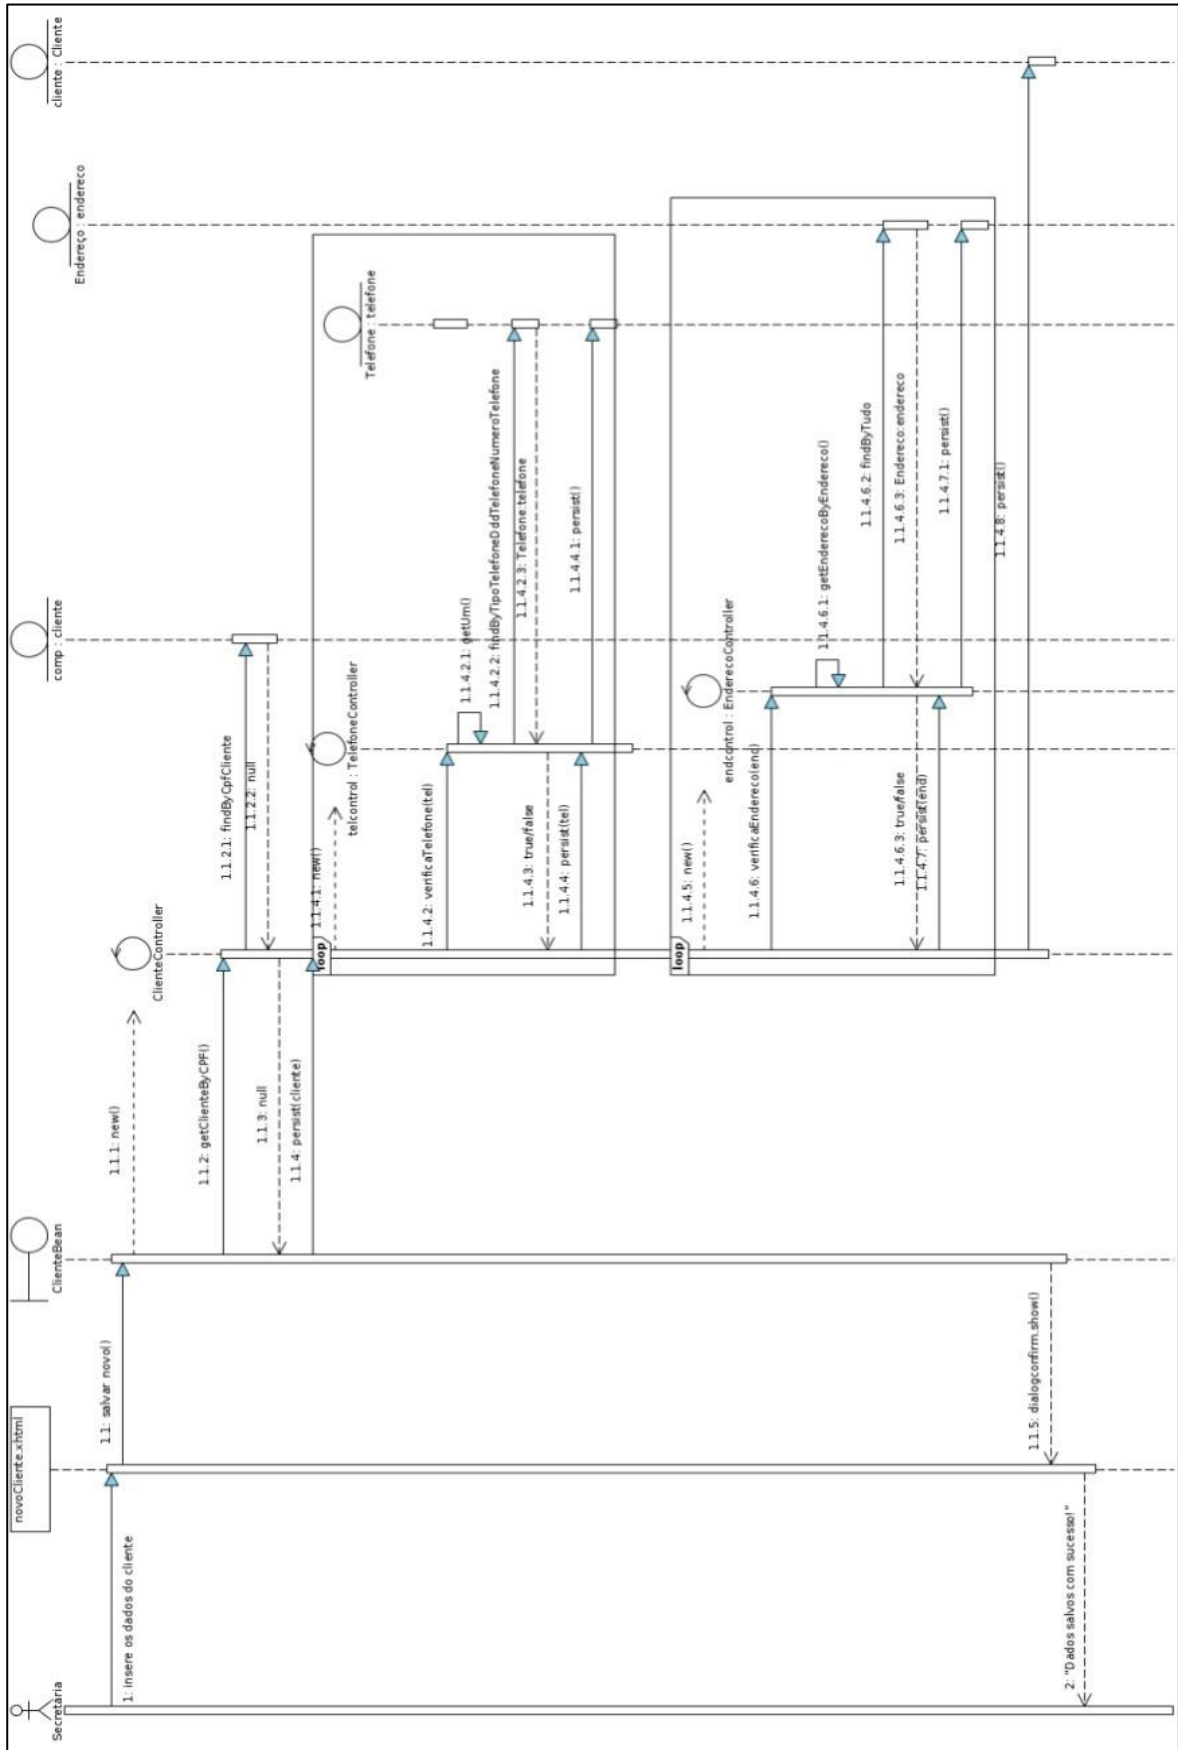 Secretária
novoCliente.xhtml
ClienteBean
ClienteController
comp : cliente
Endereço : endereco
cliente : Cliente
1: insere os dados do cliente
1.1: salvar novo()
1.1.1: new()
1.1.2: getClienteByCPF()
1.1.2.1: findByCpfCliente
1.1.2.2: null
1.1.3: null
1.1.4: persist(cliente)
loop
1.1.4.1: new()
telcontrol : TelefoneController
Telefone : telefone
1.1.4.2: verificaTelefone(tel)
1.1.4.2.1: getUm()
1.1.4.2.2: findByTipoTelefoneDddTelefoneNumeroTelefone
1.1.4.2.3: Telefone:telefone
1.1.4.3: true/false
1.1.4.4: persist(tel)
1.1.4.4.1: persist()
loop
1.1.4.5: new()
endcontrol : EnderecoController
1.1.4.6: verificaEndereco(end)
1.1.4.6.1: getEnderecoByEndereco()
1.1.4.6.2: findByTudo
1.1.4.6.3: Endereco:endereco
1.1.4.6.3: true/false
1.1.4.7: persist(end)
1.1.4.7.1: persist()
1.1.4.8: persist()
1.1.5: dialogconfirm.show()
2: "Dados salvos com sucesso!"